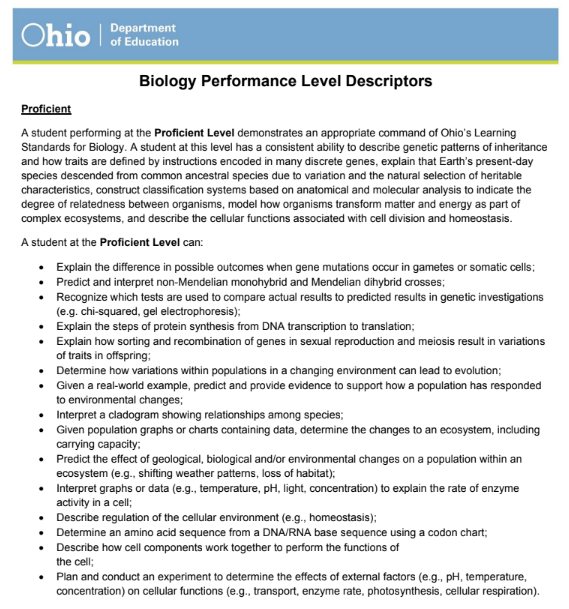 Ohio | Department
of Education
Biology Performance Level Descriptors
Proficient
A student performing at the Proficient Level demonstrates an appropriate command of Ohio's Learning
Standards for Biology. A student at this level has a consistent ability to describe genetic patterns of inheritance
and how traits are defined by instructions encoded in many discrete genes, explain that Earth's present-day
species descended from common ancestral species due to variation and the natural selection of heritable
characteristics, construct classification systems based on anatomical and molecular analysis to indicate the
degree of relatedness between organisms, model how organisms transform matter and energy as part of
complex ecosystems, and describe the cellular functions associated with cell division and homeostasis.
A student at the Proficient Level can:
• Explain the difference in possible outcomes when gene mutations occur in gametes or somatic cells;
• Predict and interpret non-Mendelian monohybrid and Mendelian dihybrid crosses;
• Recognize which tests are used to compare actual results to predicted results in genetic investigations
(e.g. chi-squared, gel electrophoresis);
• Explain the steps of protein synthesis from DNA transcription to translation;
• Explain how sorting and recombination of genes in sexual reproduction and meiosis result in variations
of traits in offspring;
• Determine how variations within populations in a changing environment can lead to evolution;
• Given a real-world example, predict and provide evidence to support how a population has responded
to environmental changes;
• Interpret a cladogram showing relationships among species;
• Given population graphs or charts containing data, determine the changes to an ecosystem, including
carrying capacity;
• Predict the effect of geological, biological and/or environmental changes on a population within an
ecosystem (e.g., shifting weather patterns, loss of habitat);
• Interpret graphs or data (e.g., temperature, pH, light, concentration) to explain the rate of enzyme
activity in a cell;
• Describe regulation of the cellular environment (e.g., homeostasis);
• Determine an amino acid sequence from a DNA/RNA base sequence using a codon chart;
• Describe how cell components work together to perform the functions of
the cell;
• Plan and conduct an experiment to determine the effects of external factors (e.g., pH, temperature,
concentration) on cellular functions (e.g., transport, enzyme rate, photosynthesis, cellular respiration).